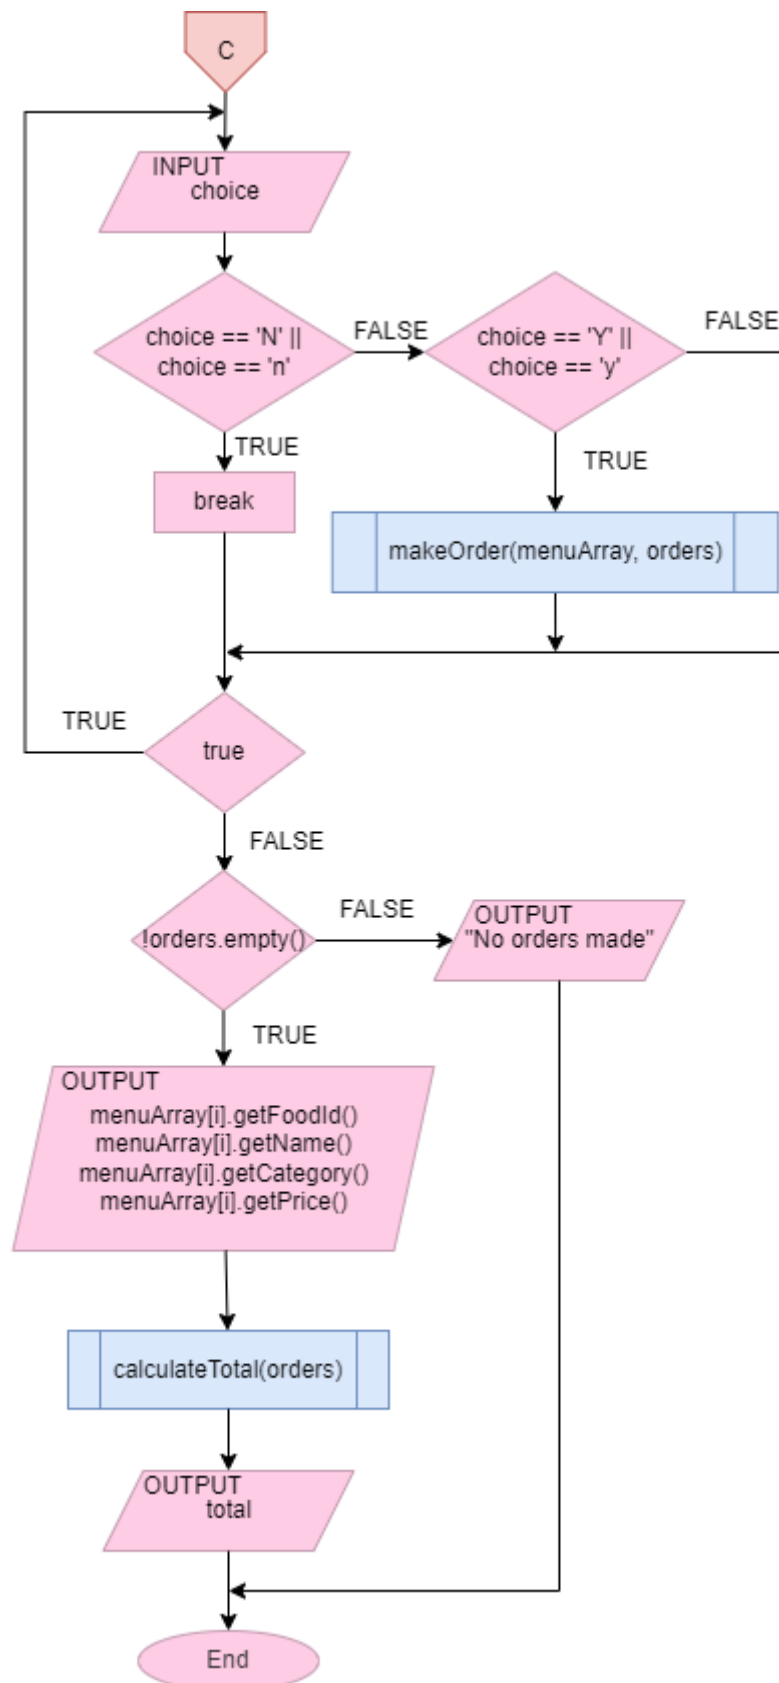 C
INPUT
choice
choice == 'N' ||
choice == 'n'
FALSE
choice == 'Y' ||
choice == 'y'
FALSE
TRUE
TRUE
break
makeOrder(menuArray, orders)
TRUE
true
FALSE
!orders.empty()
FALSE
OUTPUT
"No orders made"
TRUE
OUTPUT
menuArray[i].getFoodId()
menuArray[i].getName()
menuArray[i].getCategory()
menuArray[i].getPrice()
calculateTotal(orders)
OUTPUT
total
End